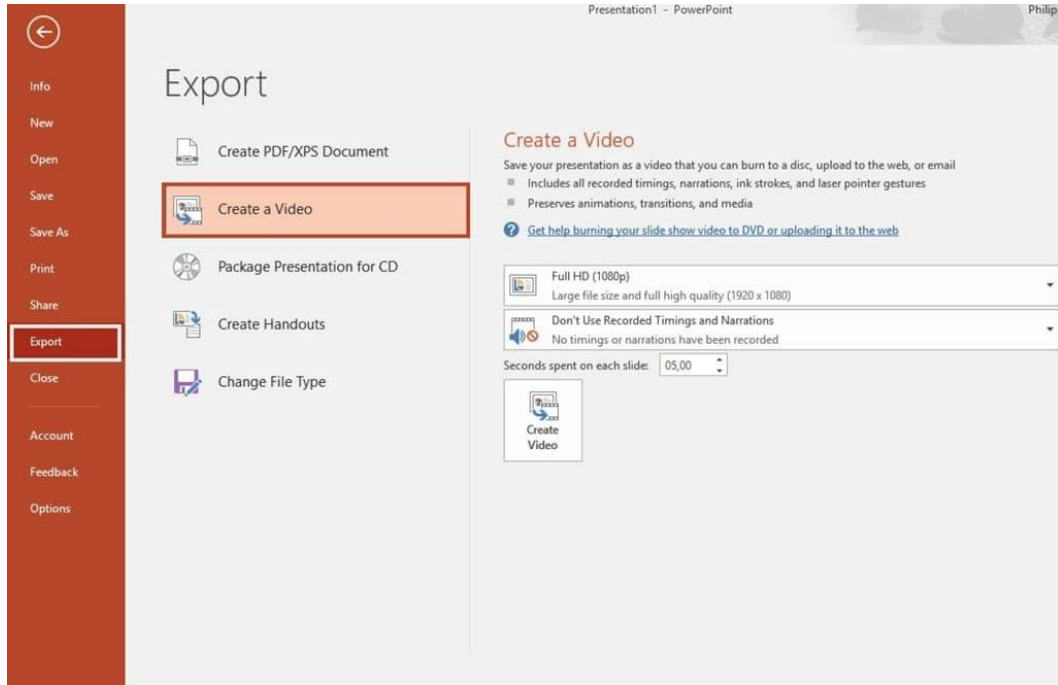 Presentation1 - PowerPoint
Philip
Info
New
Open
Save
Save As
Print
Share
Export
Close
Account
Feedback
Options
Export
Create PDF/XPS Document
Create a Video
Package Presentation for CD
Create Handouts
Change File Type
Create a Video
Save your presentation as a video that you can burn to a disc, upload to the web, or email
Includes all recorded timings, narrations, ink strokes, and laser pointer gestures
Preserves animations, transitions, and media
Get help burning your slide show video to DVD or uploading it to the web
Full HD (1080p)
Large file size and full high quality (1920 x 1080)
Don't Use Recorded Timings and Narrations
No timings or narrations have been recorded
Seconds spent on each slide: 05,00
Create
Video